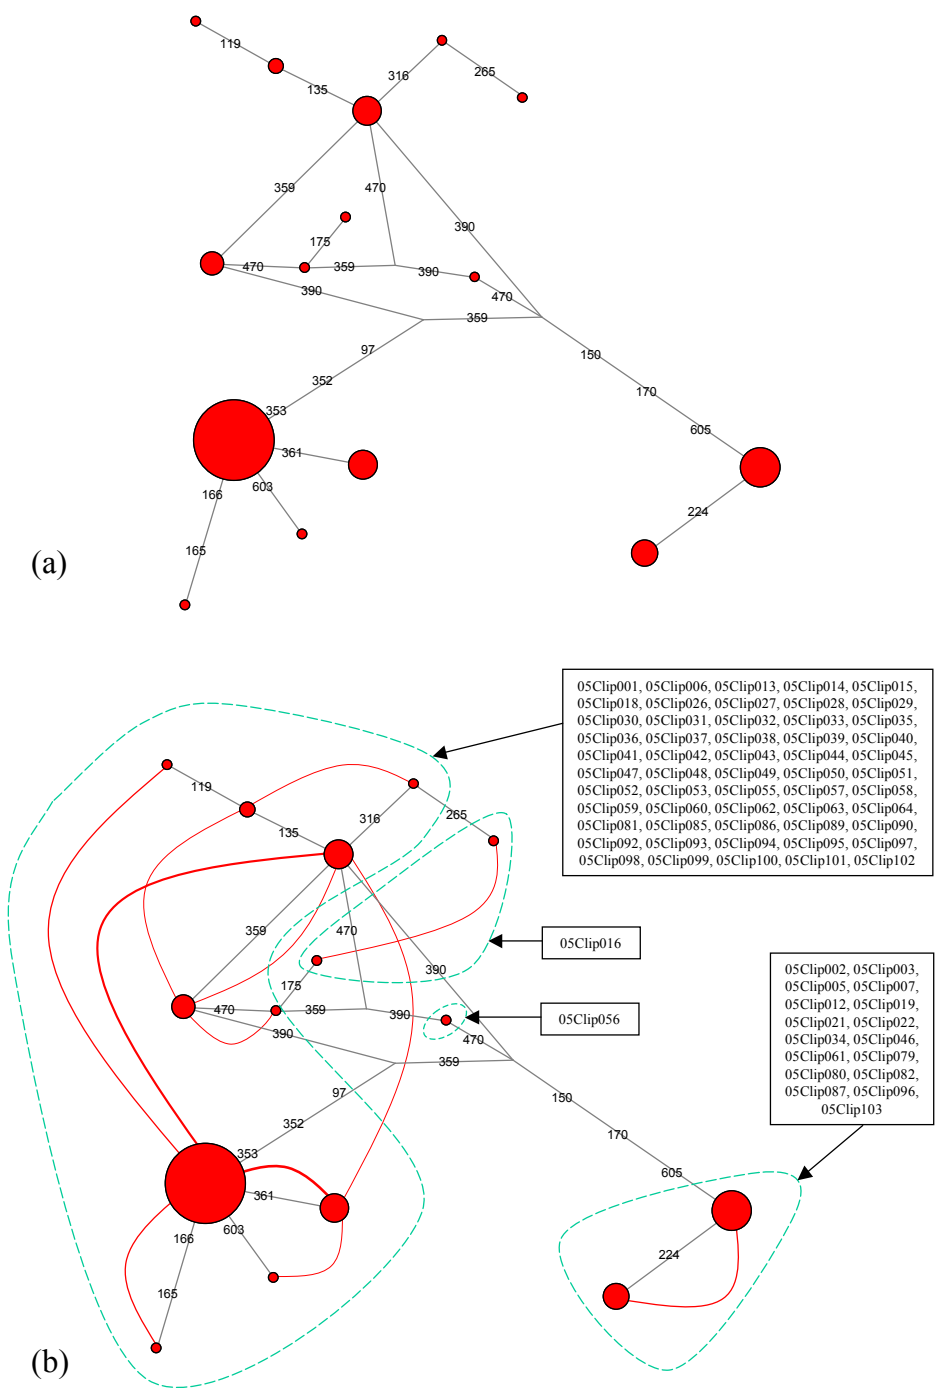 119
135
316
265
359
470
390
175
470
359
390
470
390
359
97
352
353
361
603
166
165
150
170
605
224
(a)
05Clip001, 05Clip006, 05Clip013, 05Clip014, 05Clip015,
05Clip018, 05Clip026, 05Clip027, 05Clip028, 05Clip029,
05Clip030, 05Clip031, 05Clip032, 05Clip033, 05Clip035,
05Clip036, 05Clip037, 05Clip038, 05Clip039, 05Clip040,
05Clip041, 05Clip042, 05Clip043, 05Clip044, 05Clip045,
05Clip047, 05Clip048, 05Clip049, 05Clip050, 05Clip051,
05Clip052, 05Clip053, 05Clip055, 05Clip057, 05Clip058,
05Clip059, 05Clip060, 05Clip062, 05Clip063, 05Clip064,
05Clip081, 05Clip085, 05Clip086, 05Clip089, 05Clip090,
05Clip092, 05Clip093, 05Clip094, 05Clip095, 05Clip097,
05Clip098, 05Clip099, 05Clip100, 05Clip101, 05Clip102
119
135
316
265
359
470
390
175
470
359
390
470
390
359
05Clip016
05Clip056
05Clip002, 05Clip003,
05Clip005, 05Clip007,
05Clip012, 05Clip019,
05Clip021, 05Clip022,
05Clip034, 05Clip046,
05Clip061, 05Clip079,
05Clip080, 05Clip082,
05Clip087, 05Clip096,
05Clip103
97
352
353
361
603
166
165
150
170
605
224
(b)